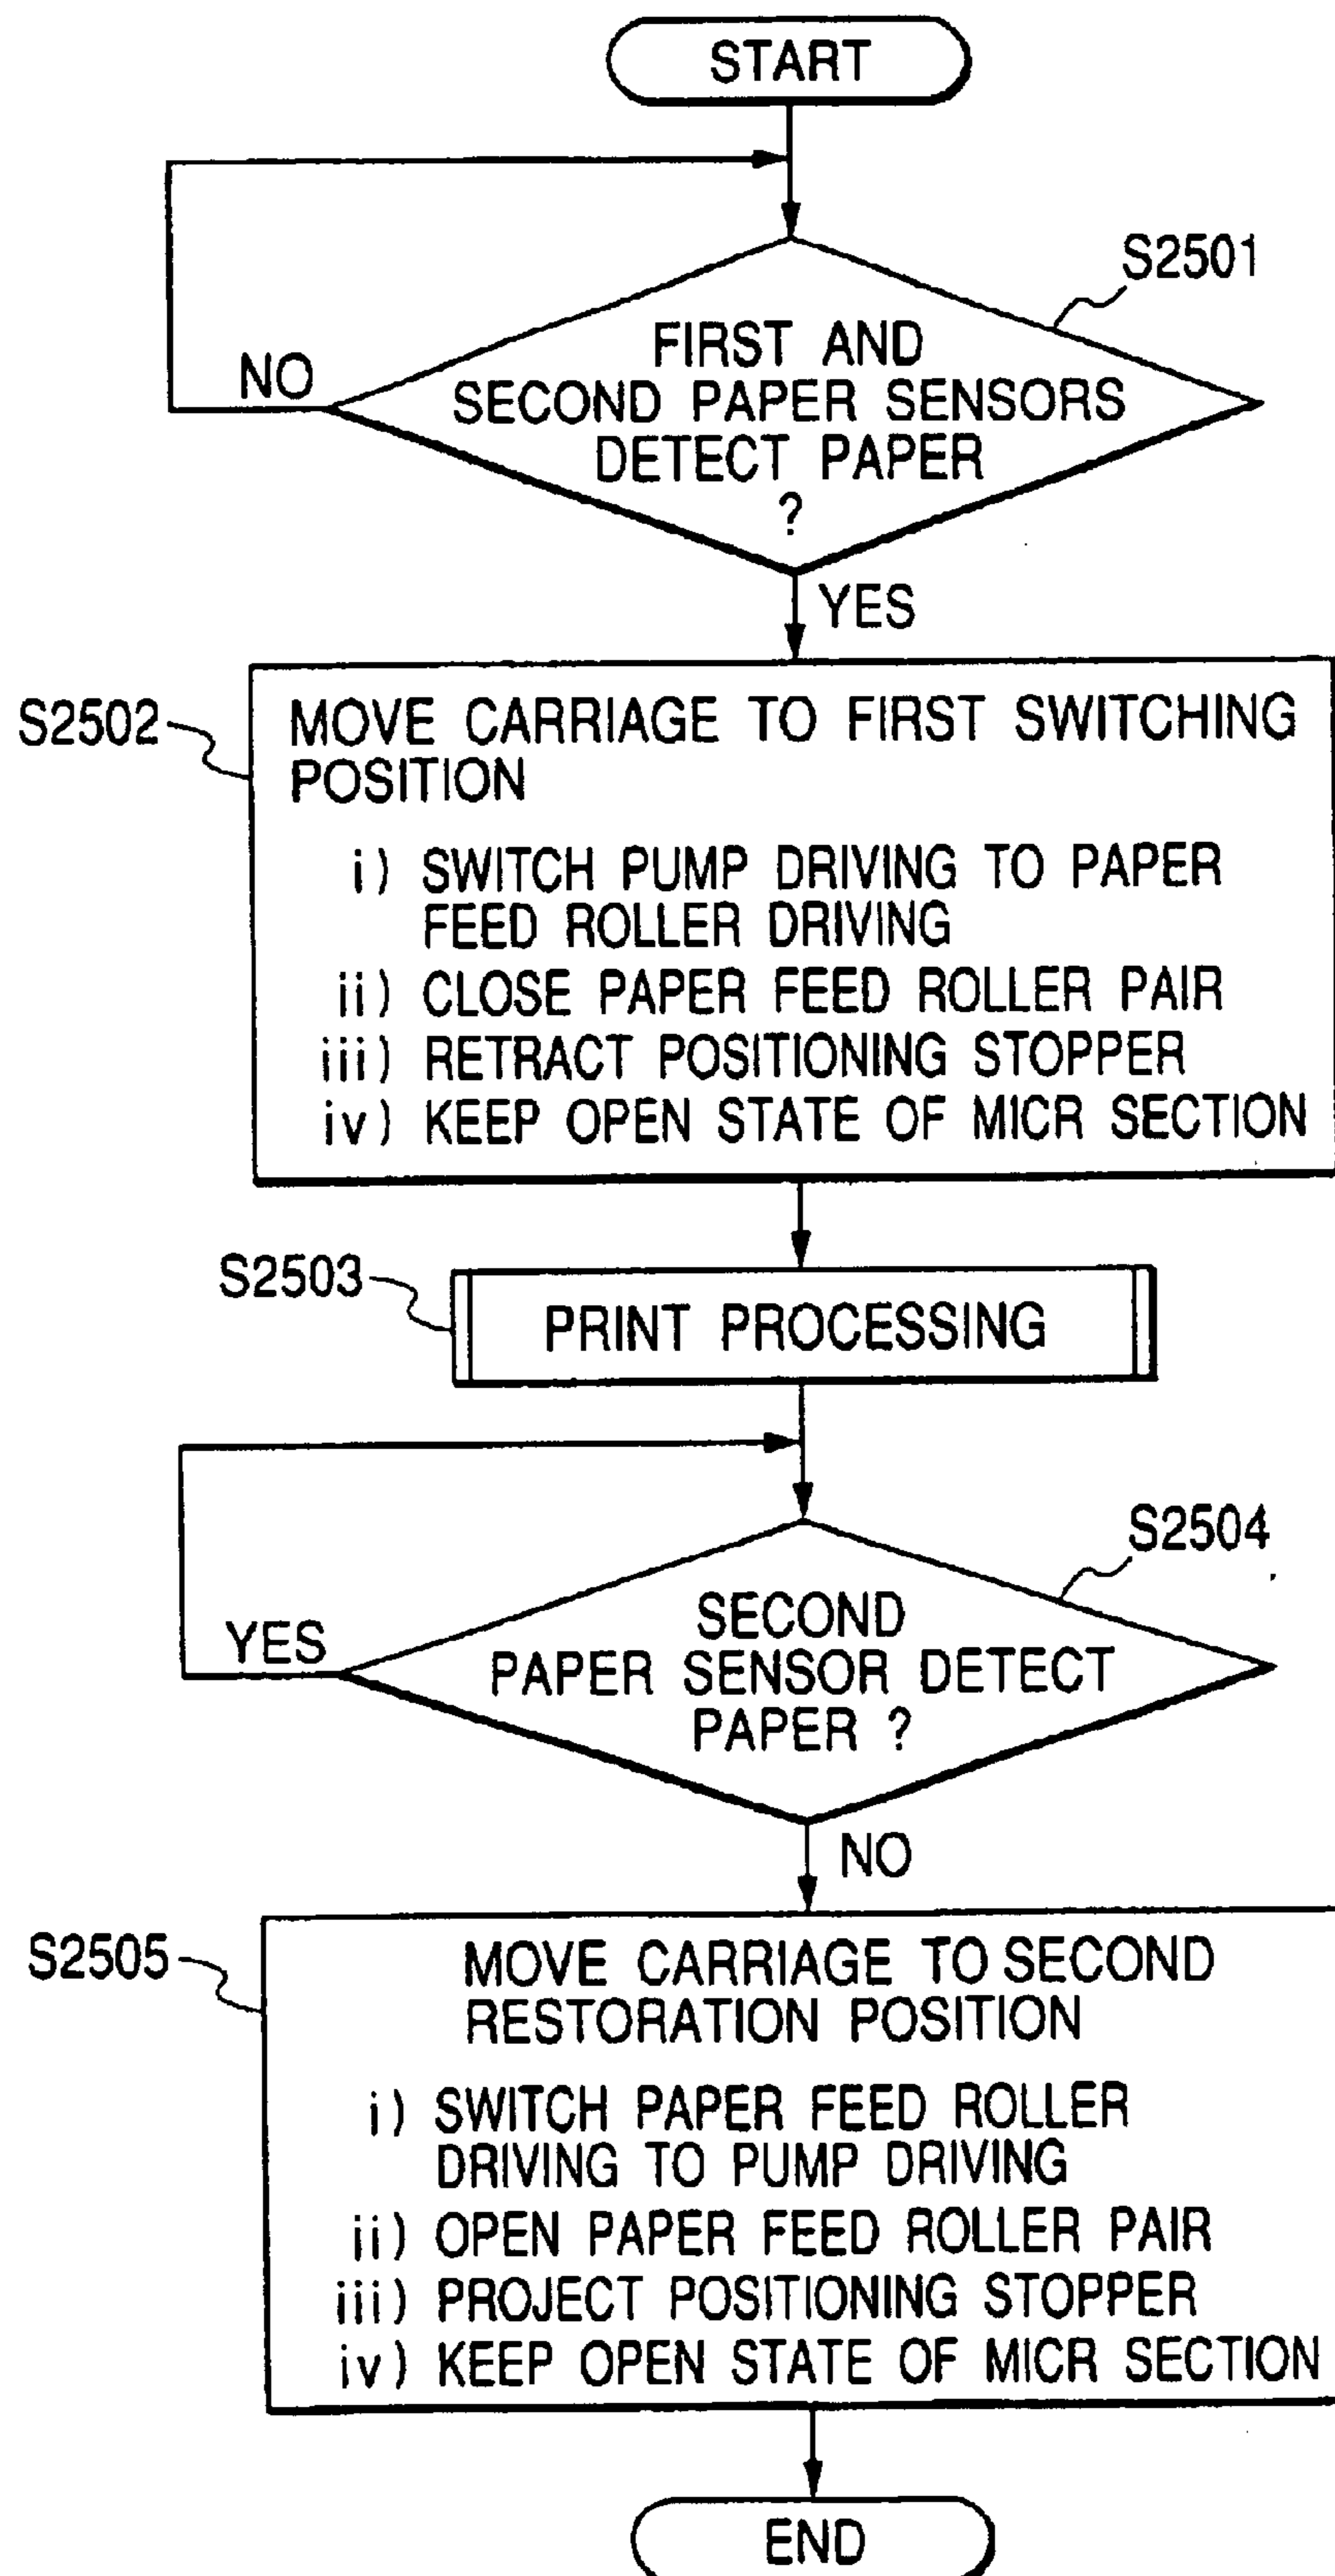 START
S2501
FIRST AND
SECOND PAPER SENSORS
DETECT PAPER
?
NO
YES
S2502
MOVE CARRIAGE TO FIRST SWITCHING
POSITION
i) SWITCH PUMP DRIVING TO PAPER
FEED ROLLER DRIVING
ii) CLOSE PAPER FEED ROLLER PAIR
iii) RETRACT POSITIONING STOPPER
iv) KEEP OPEN STATE OF MICR SECTION
S2503
PRINT PROCESSING
S2504
SECOND
PAPER SENSOR DETECT
PAPER ?
YES
NO
S2505
MOVE CARRIAGE TO SECOND
RESTORATION POSITION
i) SWITCH PAPER FEED ROLLER
DRIVING TO PUMP DRIVING
ii) OPEN PAPER FEED ROLLER PAIR
iii) PROJECT POSITIONING STOPPER
iv) KEEP OPEN STATE OF MICR SECTION
END